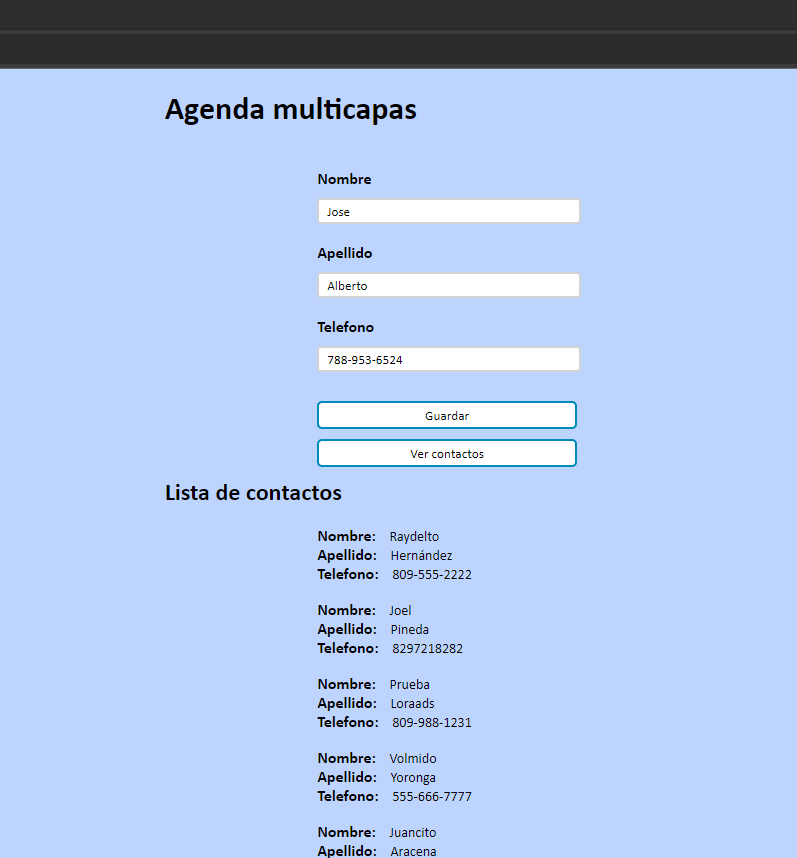 Agenda multicapas
Nombre
Jose
Apellido
Alberto
Telefono
788-953-6524
Guardar
Ver contactos
Lista de contactos
Nombre: Raydelto
Apellido: Hernández
Telefono: 809-555-2222
Nombre: Joel
Apellido: Pineda
Telefono: 8297218282
Nombre: Prueba
Apellido: Loraads
Telefono: 809-988-1231
Nombre: Volmido
Apellido: Yoronga
Telefono: 555-666-7777
Nombre: Juancito
Apellido: Aracena